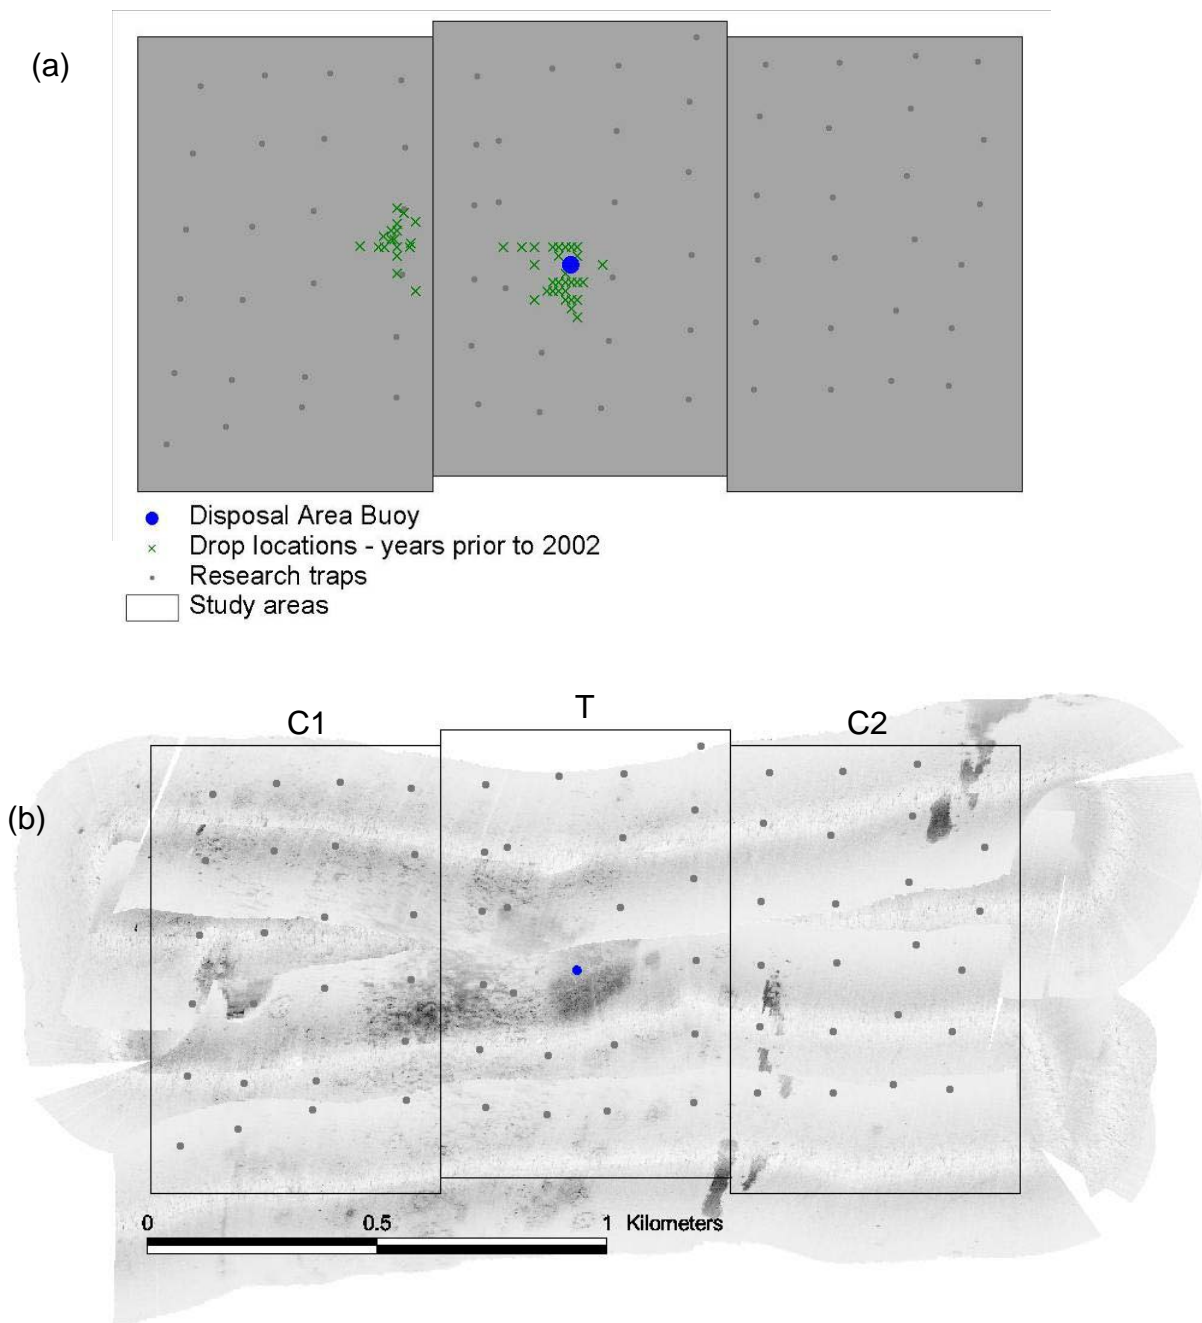 (a)
Disposal Area Buoy
Drop locations - years prior to 2002
Research traps
Study areas
C1 T C2
(b)
0 0.5 1 Kilometers